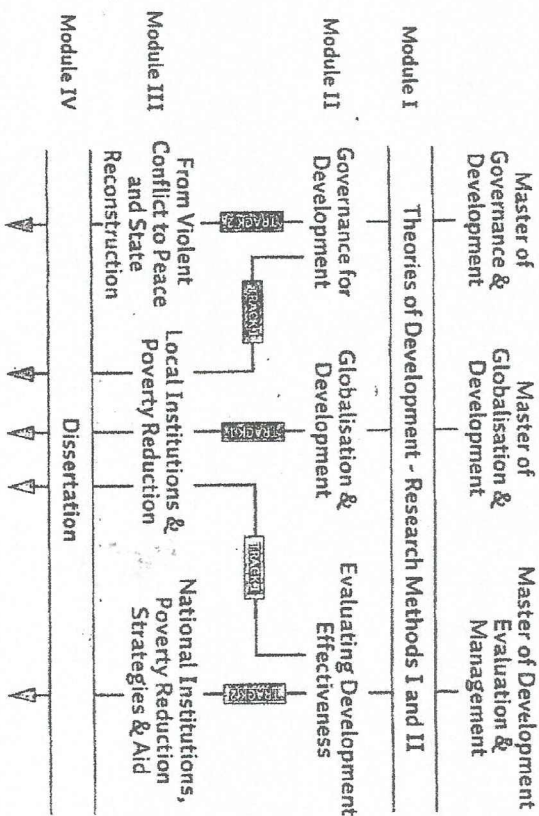 Master of
Governance &
Development
Master of
Globalisation &
Development
Master of Development
Evaluation &
Management
Module I
Theories of Development - Research Methods I and II
Module II
Governance for
Development
Globalisation &
Development
Evaluating Development
Effectiveness
TRACK 2
TRACK 1
TRACK 1
TRACK 1
TRACK 2
Module III
From Violent
Conflict to Peace
and State
Reconstruction
Local Institutions &
Poverty Reduction
National Institutions,
Poverty Reduction
Strategies & Aid
Module IV
Dissertation